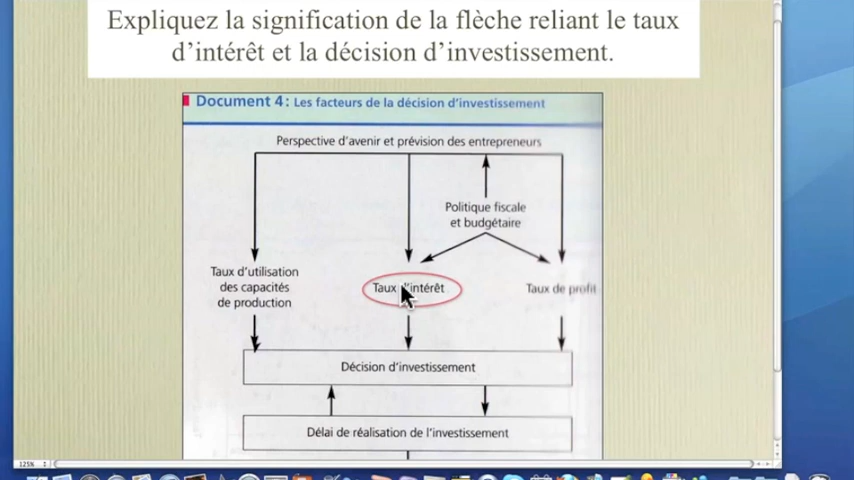 Expliquez la signification de la flèche reliant le taux
d'intérêt et la décision d'investissement.
Document 4 : Les facteurs de la décision d'investissement
Perspective d'avenir et prévision des entrepreneurs
Politique fiscale
et budgétaire
Taux d'utilisation
des capacités
de production
Taux d'intérêt
Taux de profit
Décision d'investissement
Délai de réalisation de l'investissement
125%